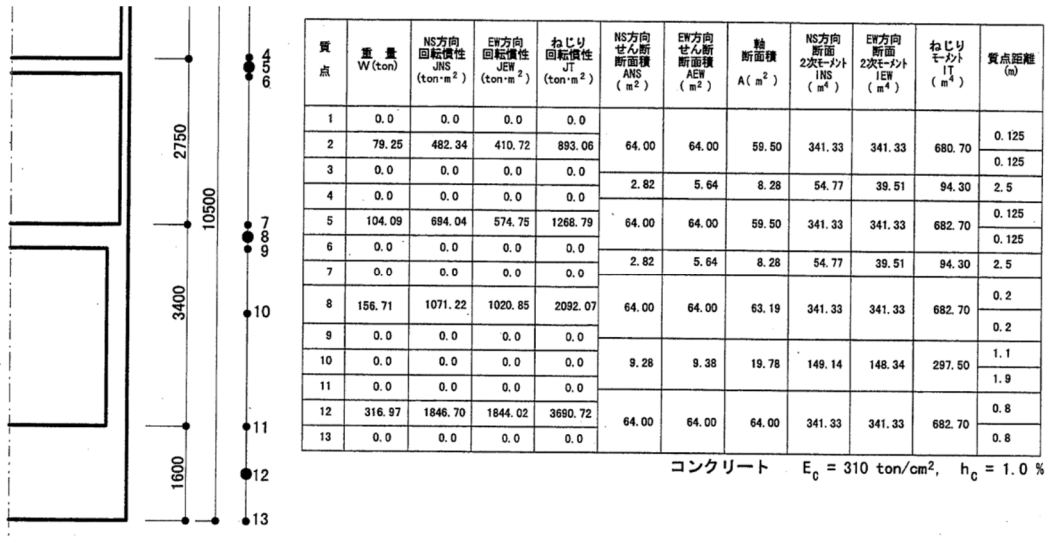 4
5
6
2750
10500
7
8
9
3400
10
11
1600
12
13
質点 重量 W(ton) NS方向回転慣性 JNS (ton·m²) EW方向回転慣性 JEW (ton·m²) ねじり回転慣性 JT (ton·m²) NS方向せん断断面積 ANS (m²) EW方向せん断断面積 AEW (m²) 軸断面積 A(m²) NS方向断面2次モーメント INS (m⁴) EW方向断面2次モーメント IEW (m⁴) ねじりモーメント IT (m⁴) 質点距離 (m)
1 0.0 0.0 0.0 0.0
2 79.25 482.34 410.72 893.06 64.00 64.00 59.50 341.33 341.33 680.70 0.125
0.125
3 0.0 0.0 0.0 0.0
2.82 5.64 8.28 54.77 39.51 94.30 2.5
4 0.0 0.0 0.0 0.0
5 104.09 694.04 574.75 1268.79 64.00 64.00 59.50 341.33 341.33 682.70 0.125
0.125
6 0.0 0.0 0.0 0.0
2.82 5.64 8.28 54.77 39.51 94.30 2.5
7 0.0 0.0 0.0 0.0
8 156.71 1071.22 1020.85 2092.07 64.00 64.00 63.19 341.33 341.33 682.70 0.2
0.2
9 0.0 0.0 0.0 0.0
10 0.0 0.0 0.0 0.0 9.28 9.38 19.78 149.14 148.34 297.50 1.1
1.9
11 0.0 0.0 0.0 0.0
12 316.97 1846.70 1844.02 3690.72 64.00 64.00 64.00 341.33 341.33 682.70 0.8
0.8
13 0.0 0.0 0.0 0.0
コンクリート E_c = 310 ton/cm², h_c = 1.0 %